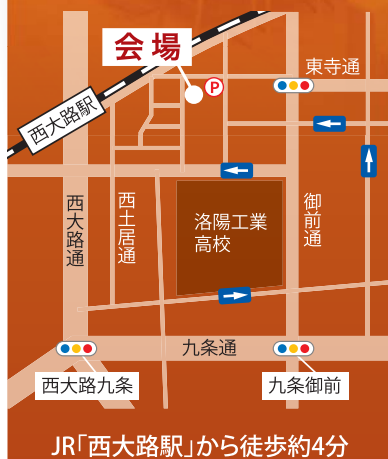 会場
P
東寺通
西大路駅
西大路通
西土居通
洛陽工業
高校
御前通
九条通
西大路九条
九条御前
JR「西大路駅」から徒歩約4分